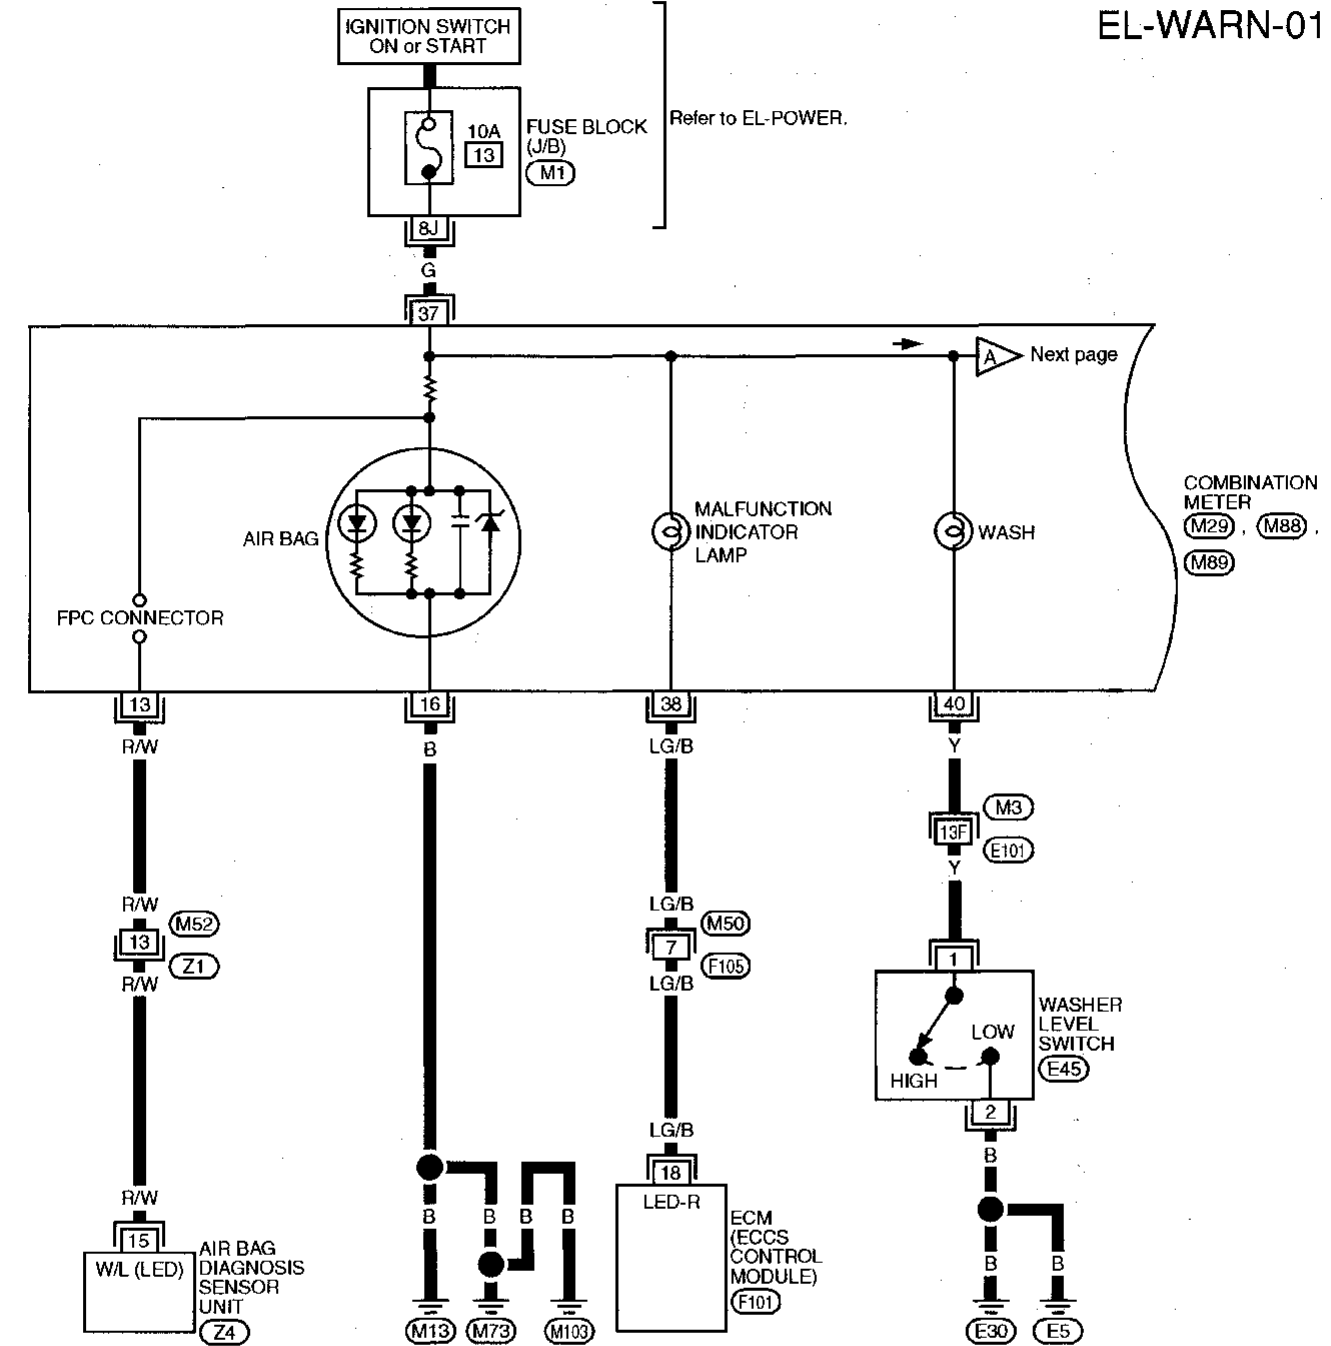 EL-WARN-01
IGNITION SWITCH
ON or START
Refer to EL-POWER.
10A
13
FUSE BLOCK
(J/B)
M1
8J
G
37
A
Next page
AIR BAG
MALFUNCTION
INDICATOR
LAMP
WASH
COMBINATION
METER
M29 , M88 ,
M89
FPC CONNECTOR
13
16
38
40
R/W
B
LG/B
Y
M3
13F
E101
Y
R/W
LG/B
M52
13
Z1
M50
7
F105
R/W
LG/B
1
WASHER
LEVEL
SWITCH
E45
LOW
HIGH
2
B
LG/B
18
LED-R
ECM
(ECCS
CONTROL
MODULE)
F101
R/W
15
W/L (LED)
AIR BAG
DIAGNOSIS
SENSOR
UNIT
Z4
B
B
B
B
B
B
M13
M73
M103
E30
E5